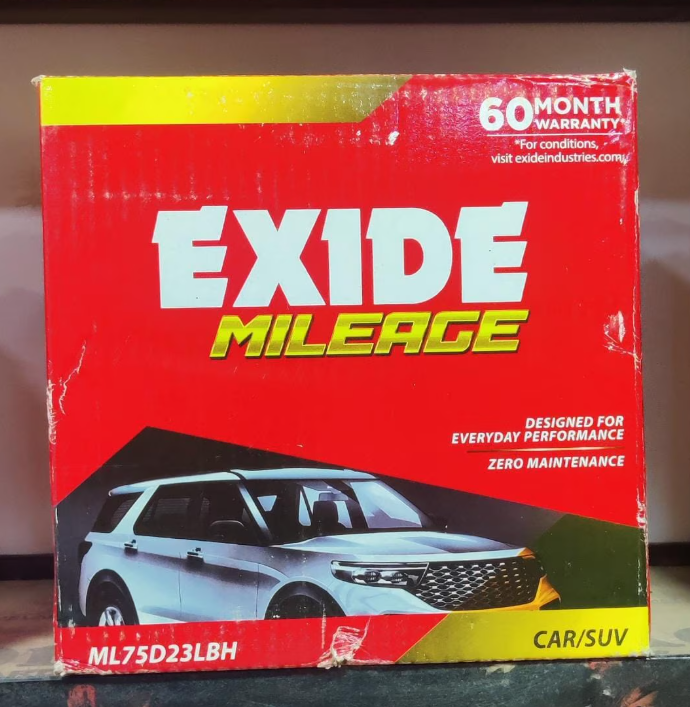 60 MONTH
WARRANTY*
*For conditions,
visit exideindustries.com
EXIDE
MILEAGE
DESIGNED FOR
EVERYDAY PERFORMANCE
ZERO MAINTENANCE
ML75D23LBH
CAR/SUV